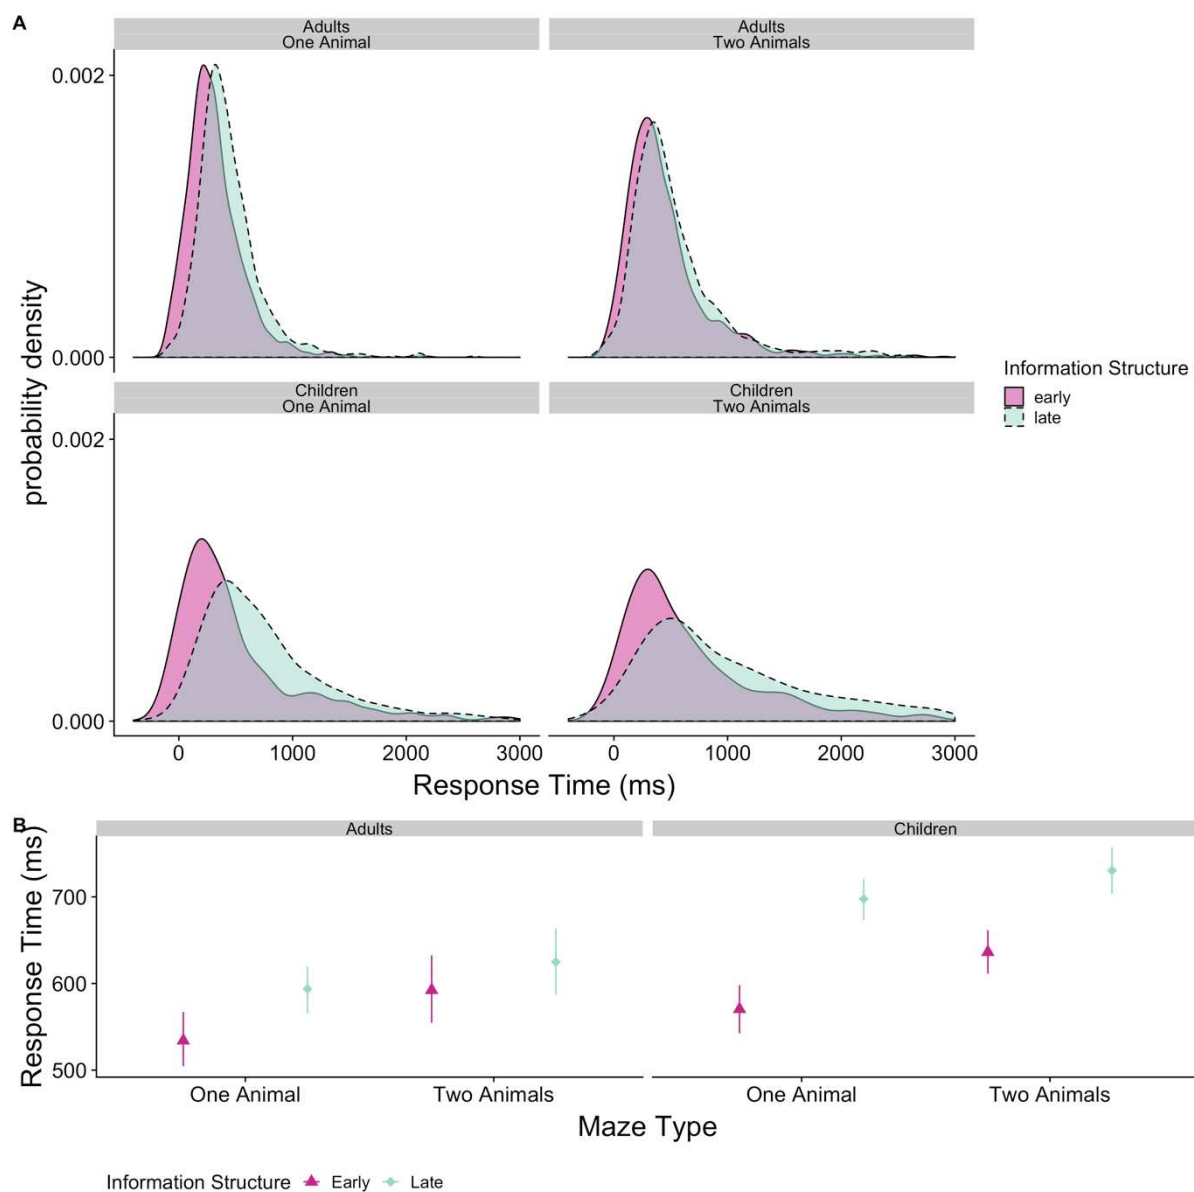 A
Adults
One Animal
Adults
Two Animals
0.002
0.000
Children
One Animal
Children
Two Animals
0.002
0.000
probability density
0 1000 2000 3000 0 1000 2000 3000
Response Time (ms)
Information Structure
early
late
B
Adults
Children
Response Time (ms)
700
600
500
One Animal Two Animals One Animal Two Animals
Maze Type
Information Structure Early Late